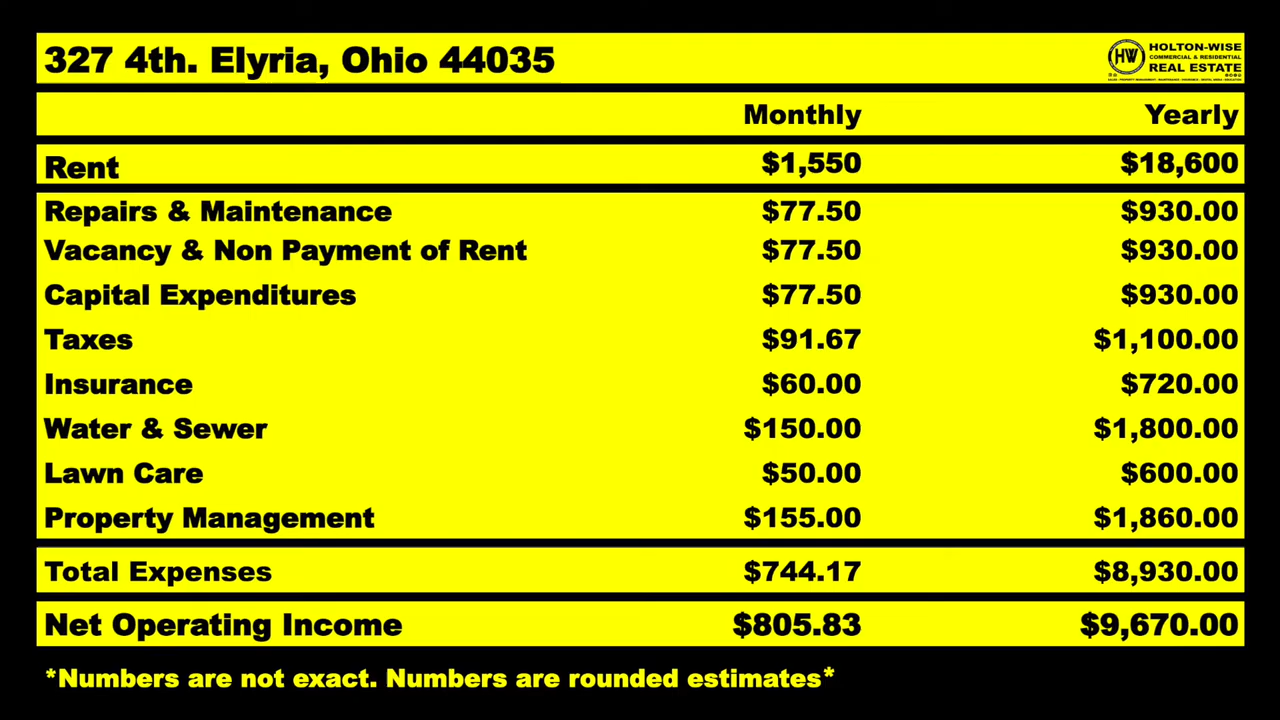 327 4th. Elyria, Ohio 44035
HW
HOLTON-WISE
COMMERCIAL & RESIDENTIAL
REAL ESTATE
Monthly Yearly
Rent $1,550 $18,600
Repairs & Maintenance $77.50 $930.00
Vacancy & Non Payment of Rent $77.50 $930.00
Capital Expenditures $77.50 $930.00
Taxes $91.67 $1,100.00
Insurance $60.00 $720.00
Water & Sewer $150.00 $1,800.00
Lawn Care $50.00 $600.00
Property Management $155.00 $1,860.00
Total Expenses $744.17 $8,930.00
Net Operating Income $805.83 $9,670.00
*Numbers are not exact. Numbers are rounded estimates*